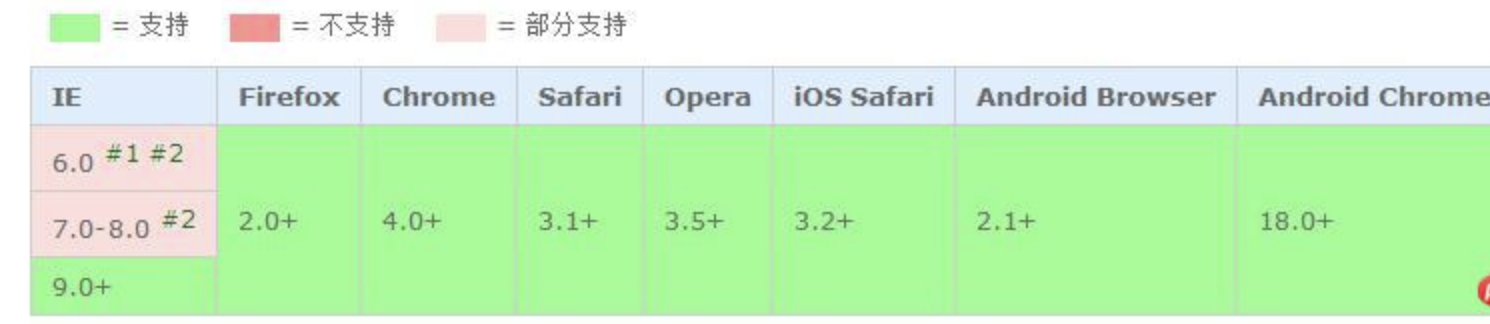 = 支持 = 不支持 = 部分支持
IE Firefox Chrome Safari Opera iOS Safari Android Browser Android Chrome
6.0 #1 #2
7.0-8.0 #2 2.0+ 4.0+ 3.1+ 3.5+ 3.2+ 2.1+ 18.0+
9.0+